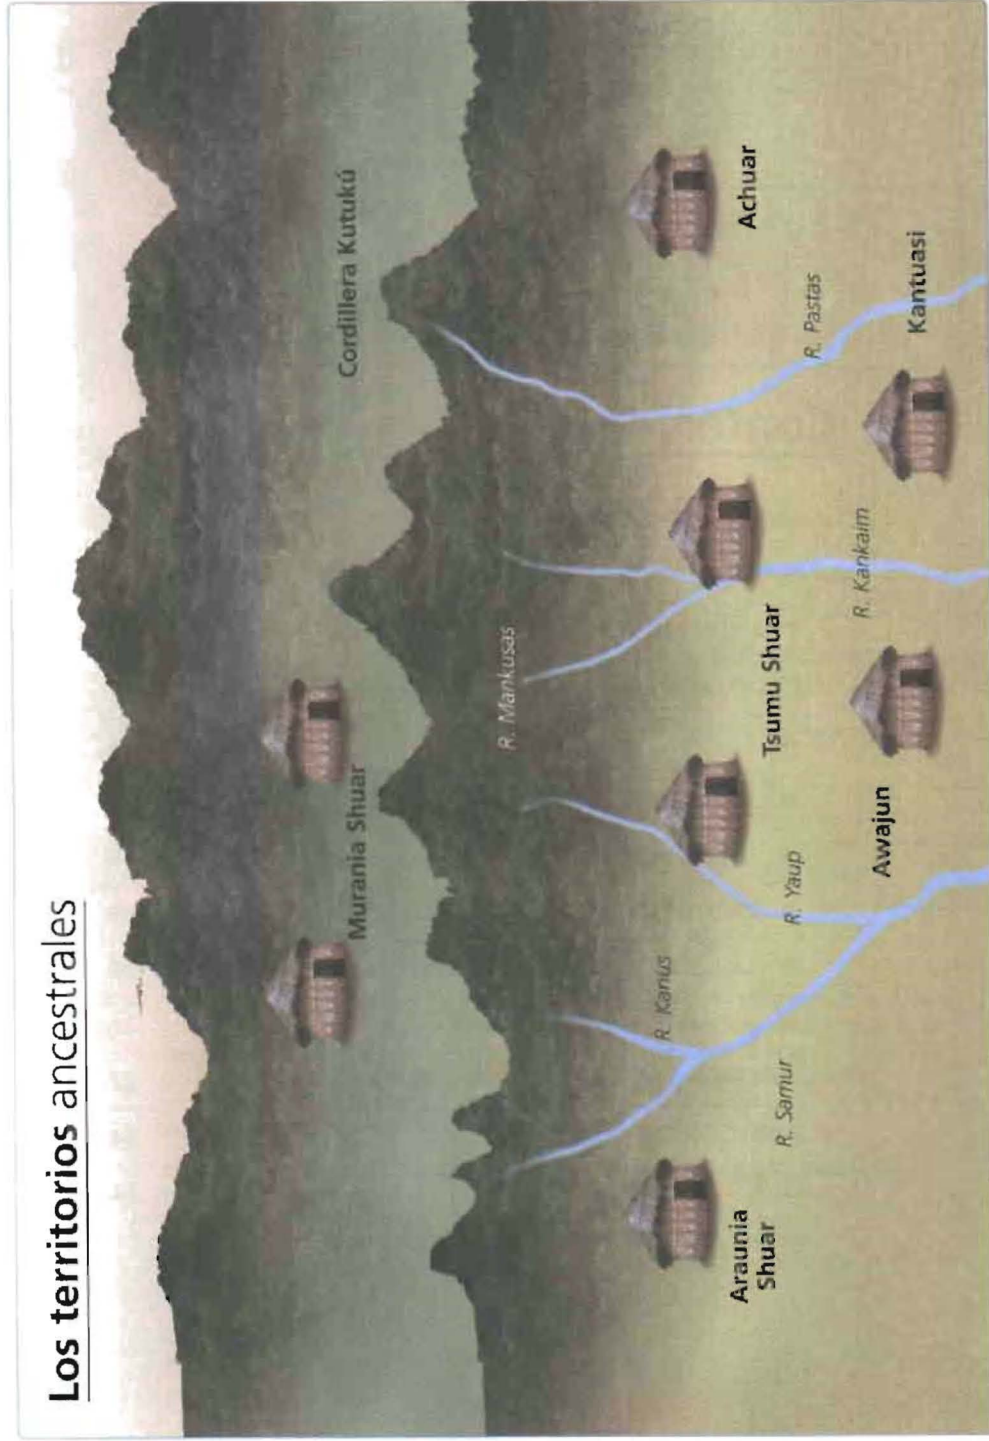 Los territorios ancestrales
Cordillera Kutukú
Murania Shuar
R. Mankusas
Achuar
R. Pastas
Kantuasi
R. Kankaim
Tsumu Shuar
Awajun
R. Yaup
R. Kanus
R. Samur
Araunia
Shuar